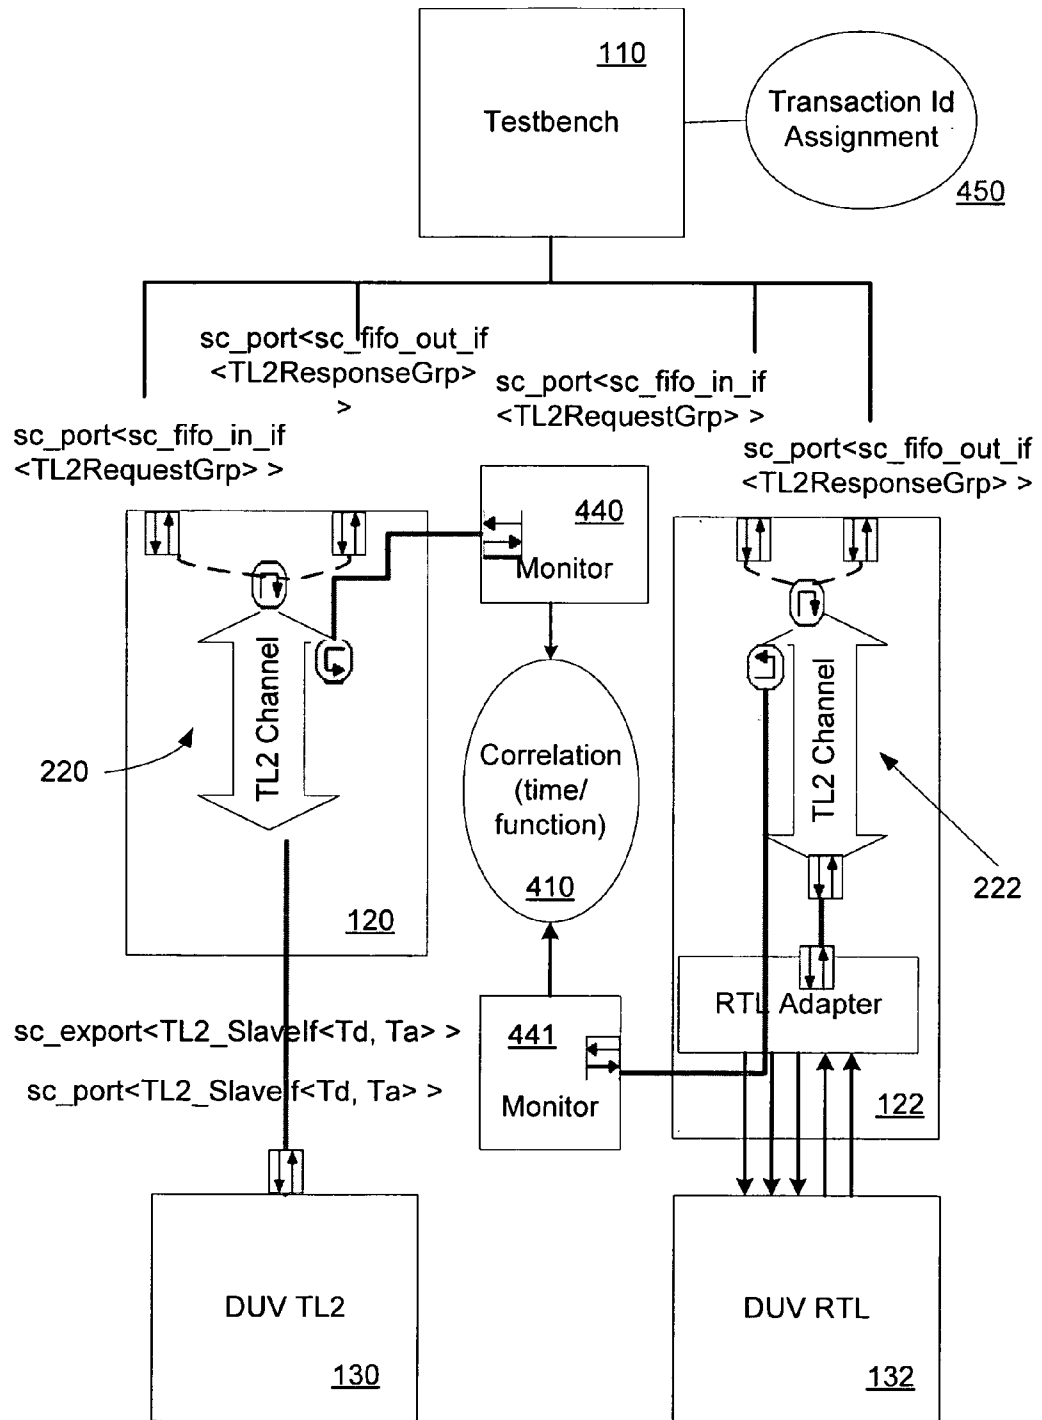 110
Testbench
Transaction Id
Assignment
450
sc_port<sc_fifo_out_if
<TL2ResponseGrp>
>
sc_port<sc_fifo_in_if
<TL2RequestGrp> >
sc_port<sc_fifo_in_if
<TL2RequestGrp> >
sc_port<sc_fifo_out_if
<TL2ResponseGrp> >
440
Monitor
TL2 Channel
220
120
Correlation
(time/
function)
410
TL2 Channel
222
RTL Adapter
122
441
Monitor
sc_export<TL2_SlaveIf<Td, Ta> >
sc_port<TL2_SlaveIf<Td, Ta> >
DUV TL2
130
DUV RTL
132